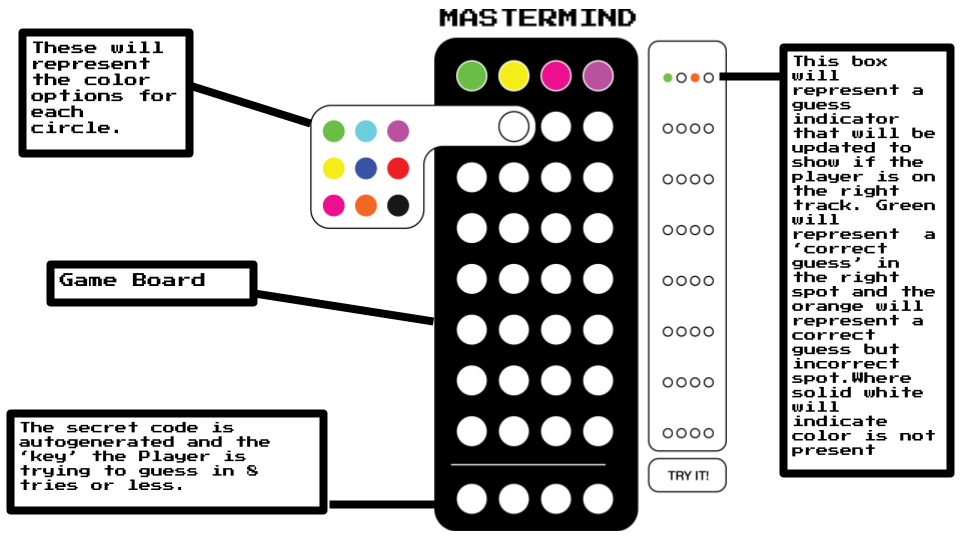 MASTERMIND
These will
represent
the color
options for
each
circle.
This box
will
represent a
guess
indicator
that will be
updated to
show if the
player is on
the right
track. Green
will
represent a
‘correct
guess’ in
the right
spot and the
orange will
represent a
correct
guess but
incorrect
spot.Where
solid white
will
indicate
color is not
present
Game Board
The secret code is
autogenerated and the
‘key’ the Player is
trying to guess in 8
tries or less.
TRY IT!